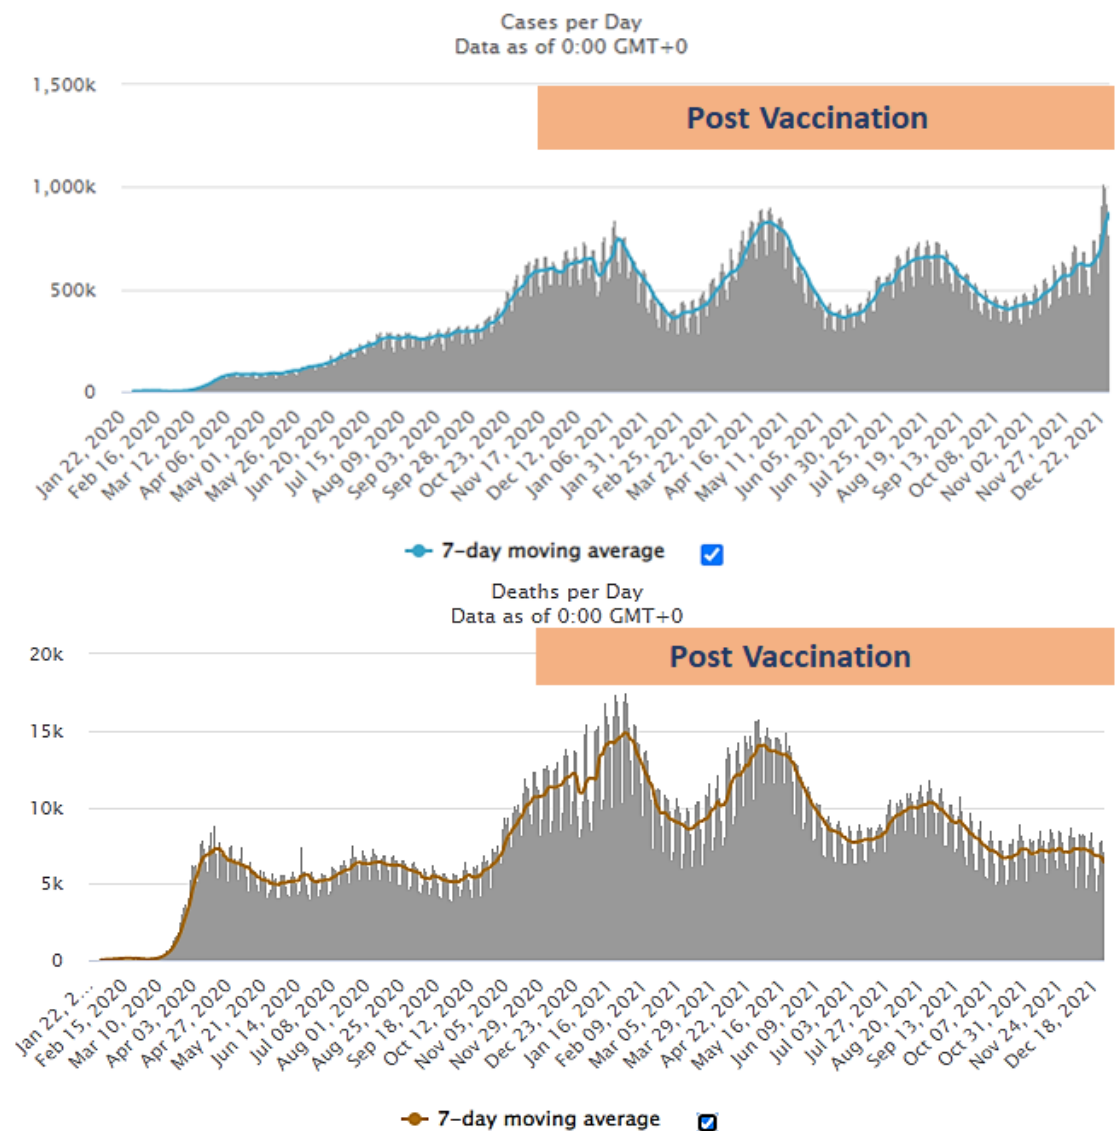 Cases per Day
Data as of 0:00 GMT+0
1,500k
Post Vaccination
1,000k
500k
0
Jan 22, 2020
Feb 16, 2020
Mar 12, 2020
Apr 06, 2020
May 01, 2020
May 26, 2020
Jun 20, 2020
Jul 15, 2020
Aug 09, 2020
Sep 03, 2020
Sep 28, 2020
Oct 23, 2020
Nov 17, 2020
Dec 12, 2020
Jan 06, 2021
Jan 31, 2021
Feb 25, 2021
Mar 22, 2021
Apr 16, 2021
May 11, 2021
Jun 05, 2021
Jun 30, 2021
Jul 25, 2021
Aug 19, 2021
Sep 13, 2021
Oct 08, 2021
Nov 02, 2021
Nov 27, 2021
Dec 22, 2021
7-day moving average
Deaths per Day
Data as of 0:00 GMT+0
20k
Post Vaccination
15k
10k
5k
0
Jan 22, 2...
Feb 15, 2020
Mar 10, 2020
Apr 03, 2020
Apr 27, 2020
May 21, 2020
Jun 14, 2020
Jul 08, 2020
Aug 01, 2020
Aug 25, 2020
Sep 18, 2020
Oct 12, 2020
Nov 05, 2020
Nov 29, 2020
Dec 23, 2020
Jan 16, 2021
Feb 09, 2021
Mar 05, 2021
Mar 29, 2021
Apr 22, 2021
May 16, 2021
Jun 09, 2021
Jul 03, 2021
Jul 27, 2021
Aug 20, 2021
Sep 13, 2021
Oct 07, 2021
Oct 31, 2021
Nov 24, 2021
Dec 18, 2021
7-day moving average